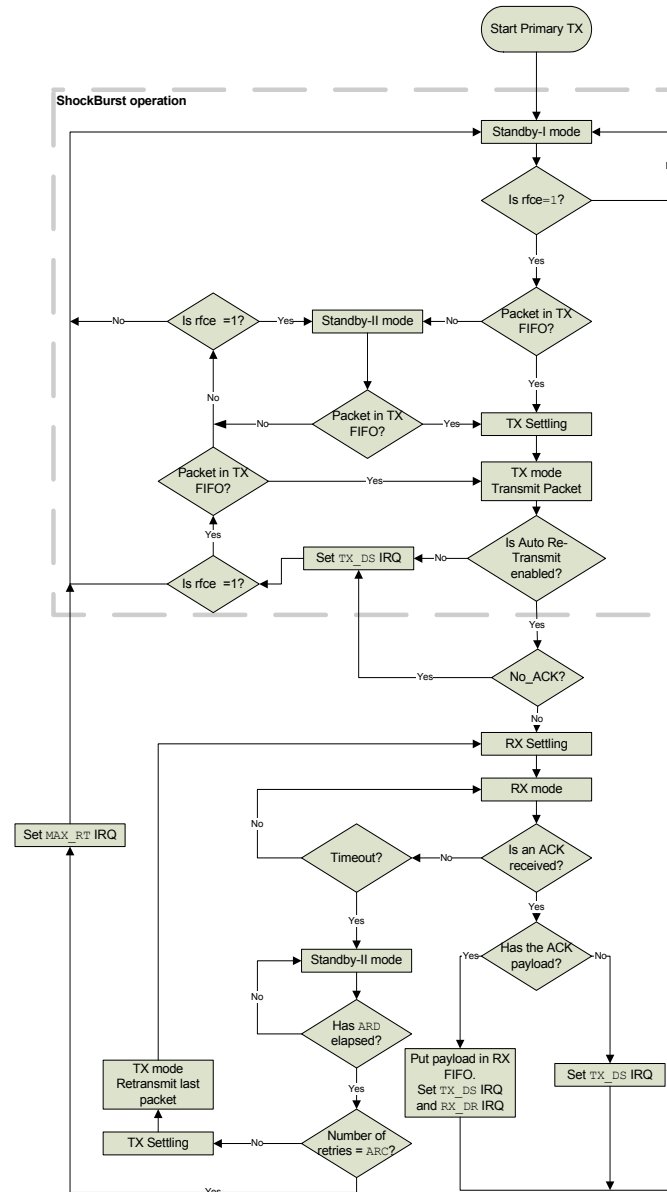 Start Primary TX
ShockBurst operation
Standby-I mode
Is rfce=1?
Yes
No
Is rfce =1?
Yes
Standby-II mode
No
Packet in TX
FIFO?
No
Yes
Packet in TX
FIFO?
No
Yes
TX Settling
Packet in TX
FIFO?
Yes
TX mode
Transmit Packet
Yes
Is rfce =1?
Set TX_DS IRQ
No
Is Auto Re-
Transmit
enabled?
Yes
Yes
No_ACK?
No
RX Settling
RX mode
No
Set MAX_RT IRQ
Timeout?
No
Is an ACK
received?
Yes
Yes
Standby-II mode
Yes
Has the ACK
payload?
No
No
Has ARD
elapsed?
TX mode
Retransmit last
packet
Put payload in RX
FIFO.
Set TX_DS IRQ
and RX_DR IRQ
Set TX_DS IRQ
Yes
TX Settling
No
Number of
retries = ARC?
Yes